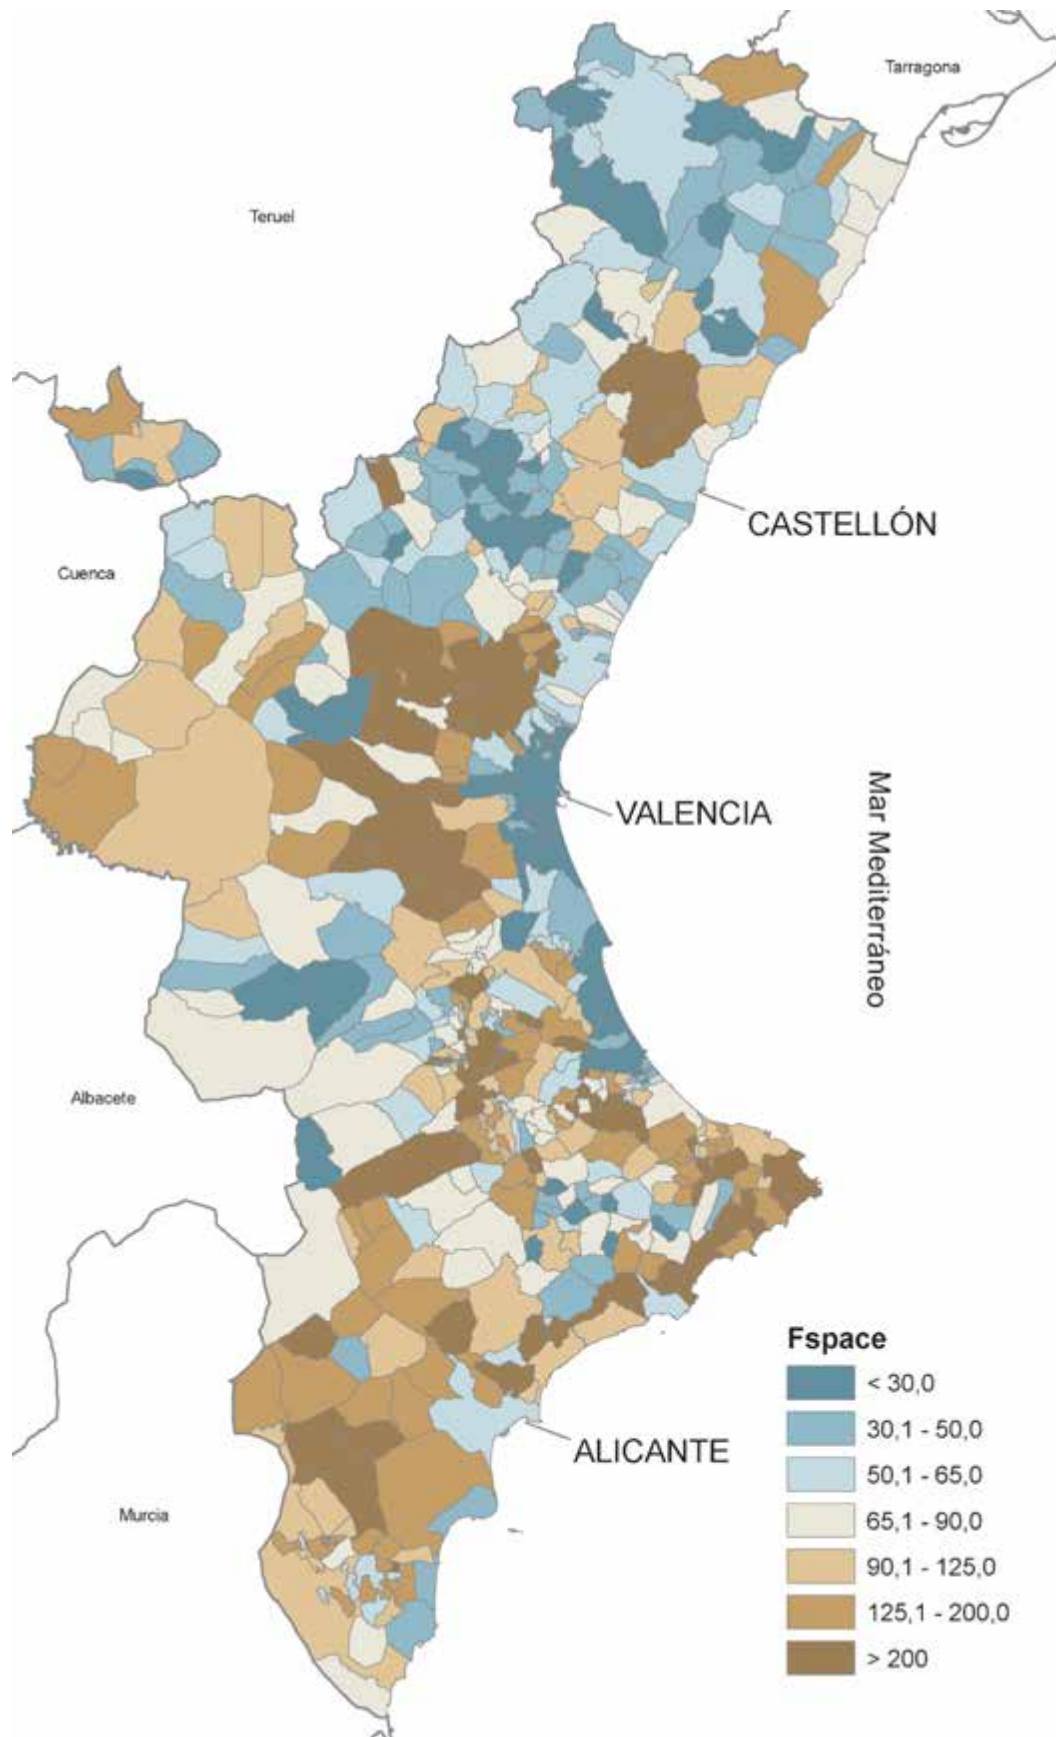 Tarragona
Teruel
CASTELLÓN
Cuenca
VALENCIA
Mar Mediterráneo
Albacete
Fspace
< 30,0
30,1 - 50,0
ALICANTE
50,1 - 65,0
Murcia
65,1 - 90,0
90,1 - 125,0
125,1 - 200,0
> 200